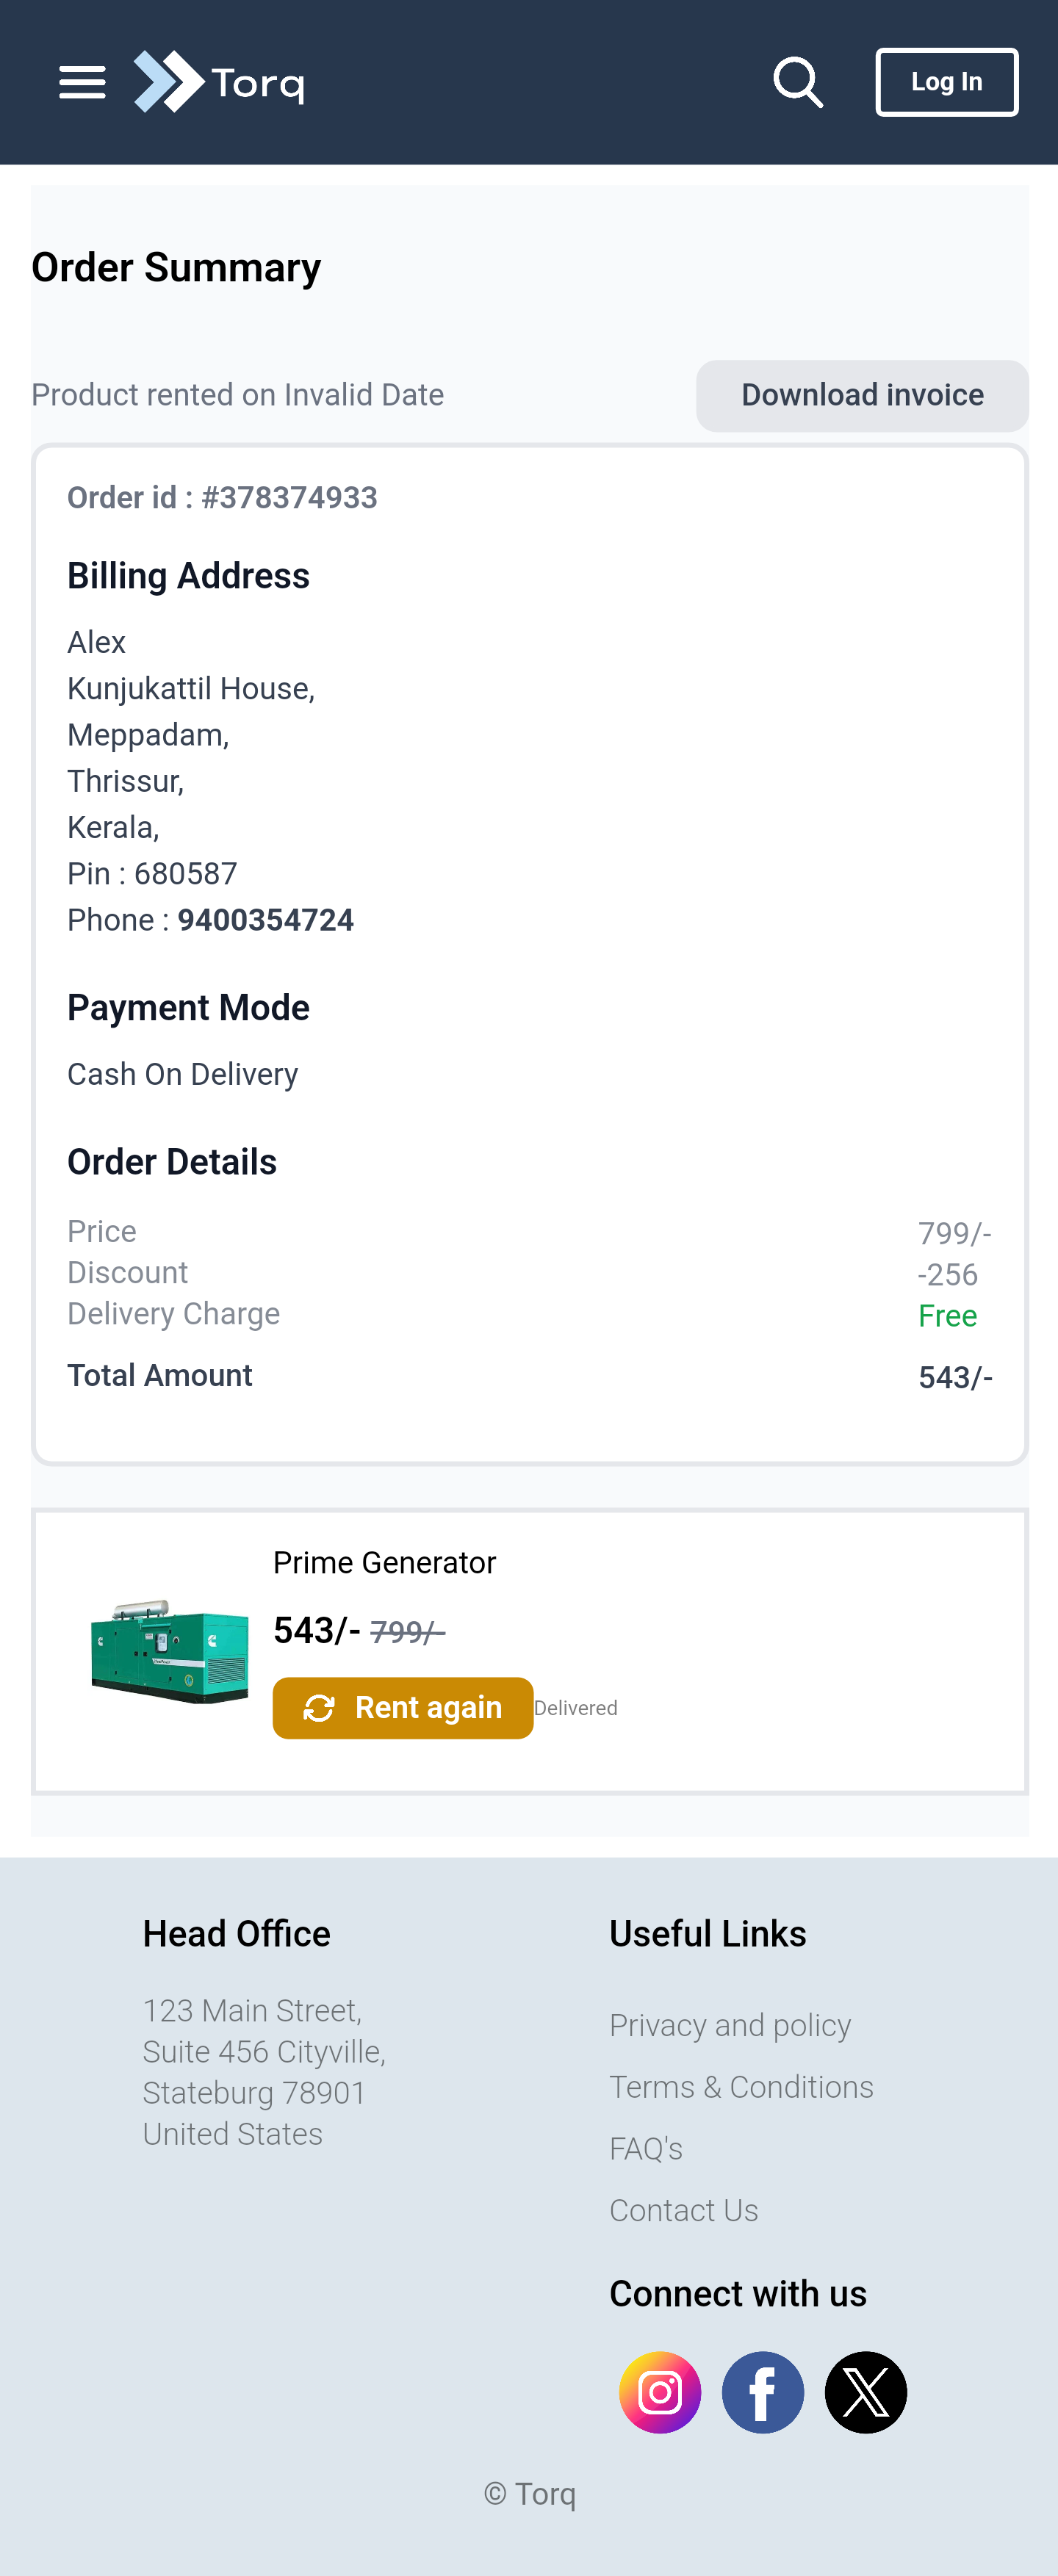 Torq
Log In
Order Summary
Product rented on Invalid Date
Download invoice
Order id : #378374933
Billing Address
Alex
Kunjukattil House,
Meppadam,
Thrissur,
Kerala,
Pin : 680587
Phone : 9400354724
Payment Mode
Cash On Delivery
Order Details
Price 799/-
Discount -256
Delivery Charge Free
Total Amount 543/-
Prime Generator
543/- 799/-
Rent again Delivered
Head Office
123 Main Street,
Suite 456 Cityville,
Stateburg 78901
United States
Useful Links
Privacy and policy
Terms & Conditions
FAQ's
Contact Us
Connect with us
© Torq